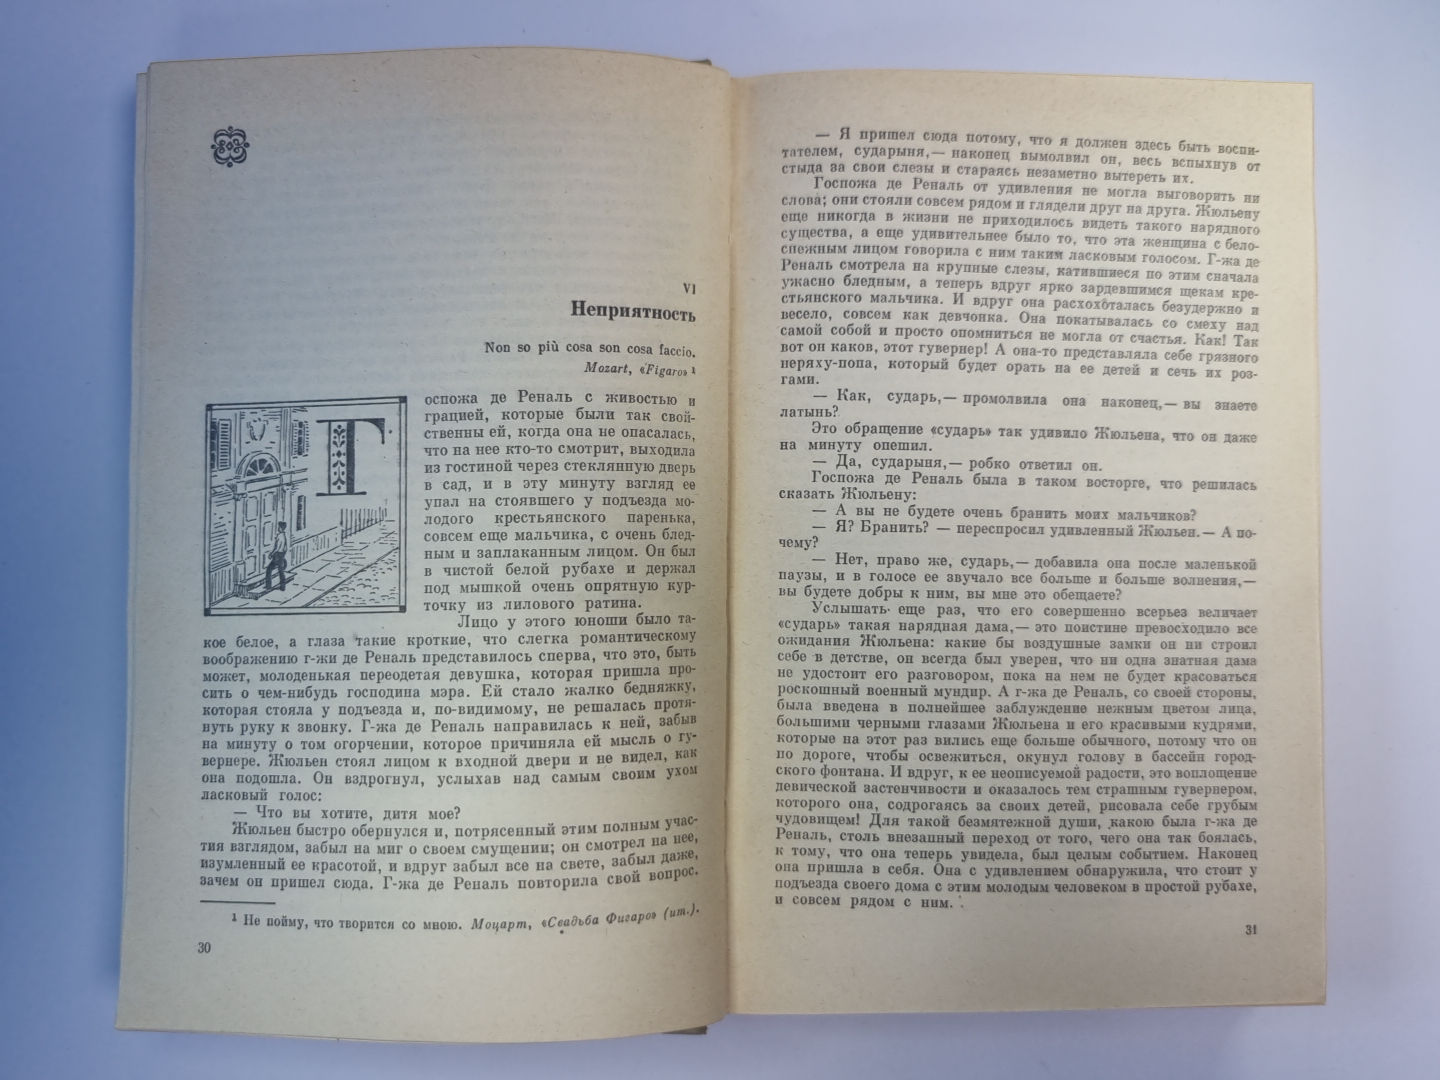 VI
Неприятность
Non so più cosa son cosa faccio.
Mozart, «Figaro» ¹
Г
оспожа де Реналь с живостью и
грацией, которые были так свой-
ственны ей, когда она не опасалась,
что на нее кто-то смотрит, выходила
из гостиной через стеклянную дверь
в сад, и в эту минуту взгляд ее
упал на стоявшего у подъезда мо-
лодого крестьянского паренька,
совсем еще мальчика, с очень блед-
ным и заплаканным лицом. Он был
в чистой белой рубахе и держал
под мышкой очень опрятную кур-
точку из лилового ратина.
Лицо у этого юноши было та-
кое белое, а глаза такие кроткие, что слегка романтическому
воображению г-жи де Реналь представилось сперва, что это, быть
может, молоденькая переодетая девушка, которая пришла про-
сить о чем-нибудь господина мэра. Ей стало жалко бедняжку,
которая стояла у подъезда и, по-видимому, не решалась протя-
нуть руку к звонку. Г-жа де Реналь направилась к ней, забыв
на минуту о том огорчении, которое причиняла ей мысль о гу-
вернере. Жюльен стоял лицом к входной двери и не видел, как
она подошла. Он вздрогнул, услыхав над самым своим ухом
ласковый голос:
— Что вы хотите, дитя мое?
Жюльен быстро обернулся и, потрясенный этим полным учас-
тия взглядом, забыл на миг о своем смущении; он смотрел на нее,
изумленный ее красотой, и вдруг забыл все на свете, забыл даже,
зачем он пришел сюда. Г-жа де Реналь повторила свой вопрос.
¹ Не пойму, что творится со мною. Моцарт, «Свадьба Фигаро» (ит.).
30
— Я пришел сюда потому, что я должен здесь быть воспи-
тателем, сударыня,— наконец вымолвил он, весь вспыхнув от
стыда за свои слезы и стараясь незаметно вытереть их.
Госпожа де Реналь от удивления не могла выговорить ни
слова; они стояли совсем рядом и глядели друг на друга. Жюльену
еще никогда в жизни не приходилось видеть такого нарядного
существа, а еще удивительнее было то, что эта женщина с бело-
снежным лицом говорила с ним таким ласковым голосом. Г-жа де
Реналь смотрела на крупные слезы, катившиеся по этим сначала
ужасно бледным, а теперь вдруг ярко зардевшимся щекам кре-
стьянского мальчика. И вдруг она расхохоталась безудержно и
весело, совсем как девчонка. Она покатывалась со смеху над
самой собой и просто опомниться не могла от счастья. Как! Так
вот он каков, этот гувернер! А она-то представляла себе грязного
неряху-попа, который будет орать на ее детей и сечь их роз-
гами.
— Как, сударь,— промолвила она наконец,— вы знаете
латынь?
Это обращение «сударь» так удивило Жюльена, что он даже
на минуту опешил.
— Да, сударыня,— робко ответил он.
Госпожа де Реналь была в таком восторге, что решилась
сказать Жюльену:
— А вы не будете очень бранить моих мальчиков?
— Я? Бранить? — переспросил удивленный Жюльен.— А по-
чему?
— Нет, право же, сударь,— добавила она после маленькой
паузы, и в голосе ее звучало все больше и больше волнения,—
вы будете добры к ним, вы мне это обещаете?
Услышать еще раз, что его совершенно всерьез величает
«сударь» такая нарядная дама,— это поистине превосходило все
ожидания Жюльена: какие бы воздушные замки он ни строил
себе в детстве, он всегда был уверен, что ни одна знатная дама
не удостоит его разговором, пока на нем не будет красоваться
роскошный военный мундир. А г-жа де Реналь, со своей стороны,
была введена в полнейшее заблуждение нежным цветом лица,
большими черными глазами Жюльена и его красивыми кудрями,
которые на этот раз вились еще больше обычного, потому что он
по дороге, чтобы освежиться, окунул голову в бассейн город-
ского фонтана. И вдруг, к ее неописуемой радости, это воплощение
девической застенчивости и оказалось тем страшным гувернером,
которого она, содрогаясь за своих детей, рисовала себе грубым
чудовищем! Для такой безмятежной души, какою была г-жа де
Реналь, столь внезапный переход от того, чего она так боялась,
к тому, что она теперь увидела, был целым событием. Наконец
она пришла в себя. Она с удивлением обнаружила, что стоит у
подъезда своего дома с этим молодым человеком в простой рубахе,
и совсем рядом с ним.
31